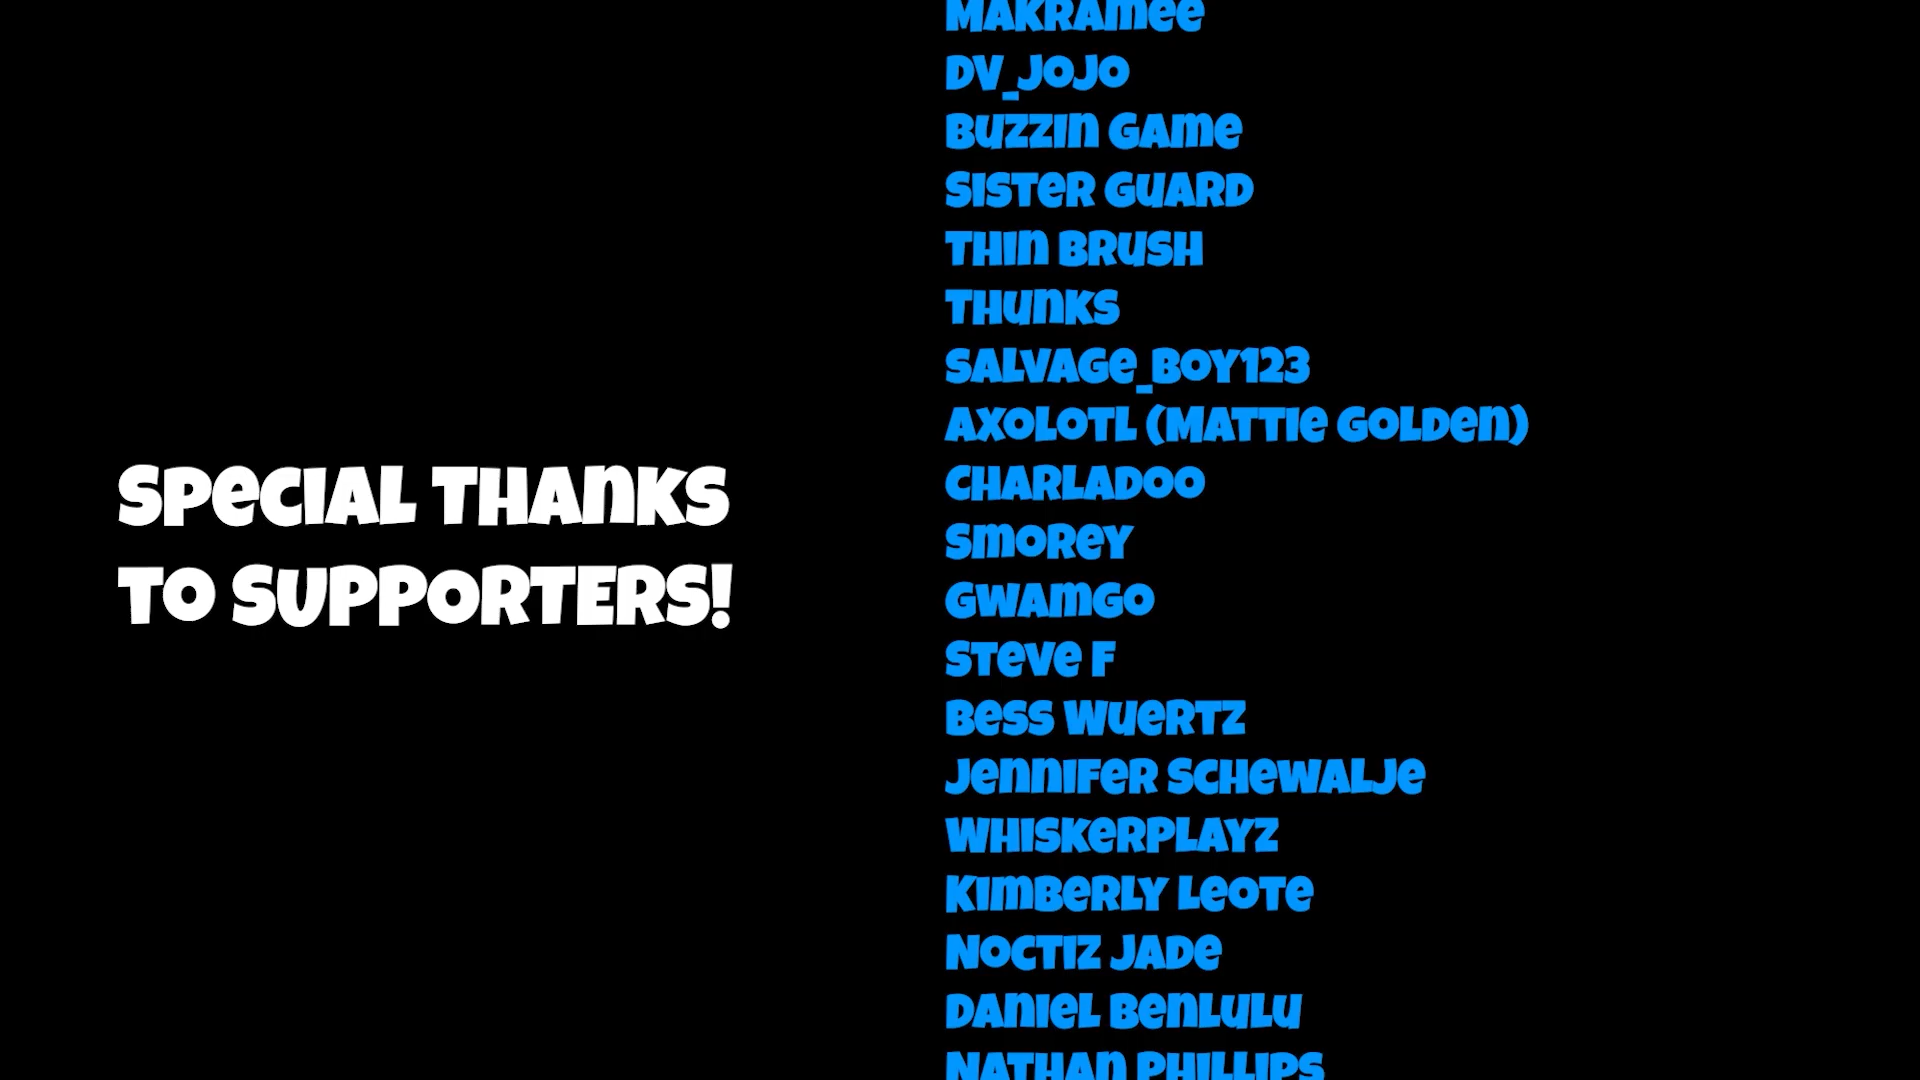 Special Thanks
to Supporters!
Makramee
DV_JoJo
Buzzin Game
Sister Guard
Thin Brush
Thunks
Salvage_Boy123
Axolotl (Mattie Golden)
Charladoo
Smorey
Gwamgo
Steve F
Bess Wuertz
Jennifer Schewalje
WhiskerPlayz
Kimberly Leote
Noctiz Jade
Daniel Benlulu
Nathan Phillips